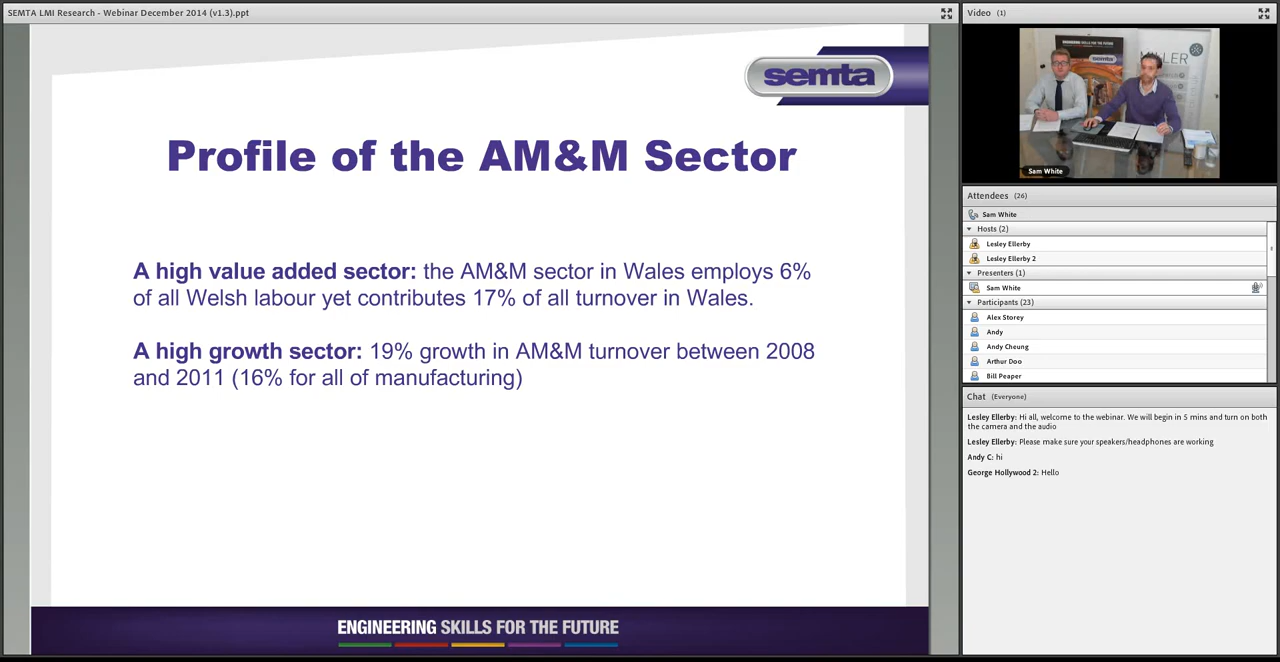 SEMTA LMI Research - Webinar December 2014 (v1.3).ppt
semta
Profile of the AM&M Sector
A high value added sector: the AM&M sector in Wales employs 6%
of all Welsh labour yet contributes 17% of all turnover in Wales.
A high growth sector: 19% growth in AM&M turnover between 2008
and 2011 (16% for all of manufacturing)
ENGINEERING SKILLS FOR THE FUTURE
Video (1)
ENGINEERING SKILLS FOR THE FUTURE
semta
Sam White
Attendees (26)
Sam White
Hosts (2)
Lesley Ellerby
Lesley Ellerby 2
Presenters (1)
Sam White
Participants (23)
Alex Storey
Andy
Andy Cheung
Arthur Doo
Bill Peaper
Chat (Everyone)
Lesley Ellerby: Hi all, welcome to the webinar. We will begin in 5 mins and turn on both
the camera and the audio
Lesley Ellerby: Please make sure your speakers/headphones are working
Andy C: hi
George Hollywood 2: Hello